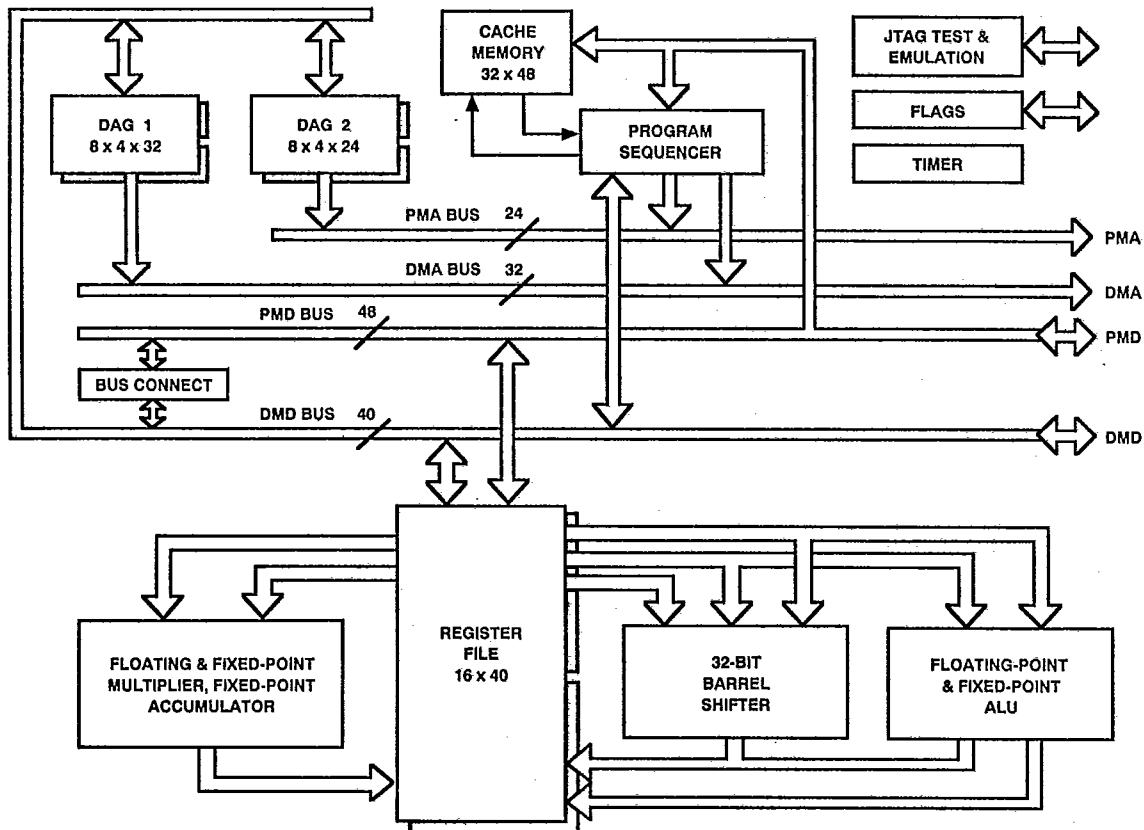 CACHE
MEMORY
32 x 48
JTAG TEST &
EMULATION
DAG 1
8 x 4 x 32
DAG 2
8 x 4 x 24
PROGRAM
SEQUENCER
FLAGS
TIMER
PMA BUS 24
PMA
DMA BUS 32
DMA
PMD BUS 48
PMD
BUS CONNECT
DMD BUS 40
DMD
REGISTER
FILE
16 x 40
FLOATING & FIXED-POINT
MULTIPLIER, FIXED-POINT
ACCUMULATOR
32-BIT
BARREL
SHIFTER
FLOATING-POINT
& FIXED-POINT
ALU